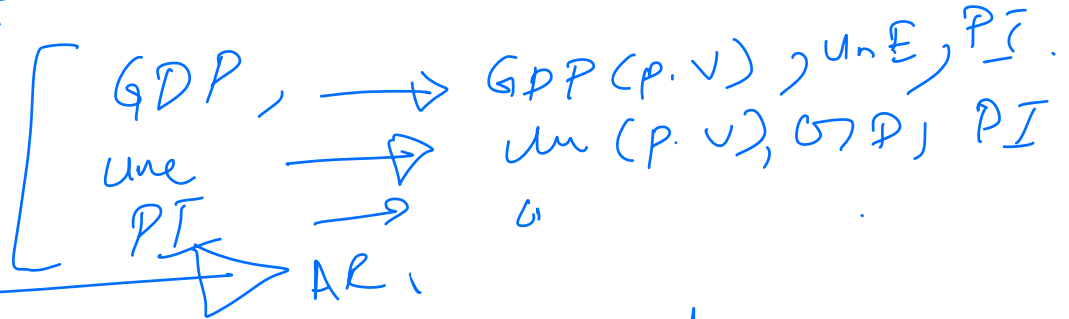 GDP, → GDP (p.v), UnE, PI.
une → un (p.v), GDP, PI
PI →
AR,